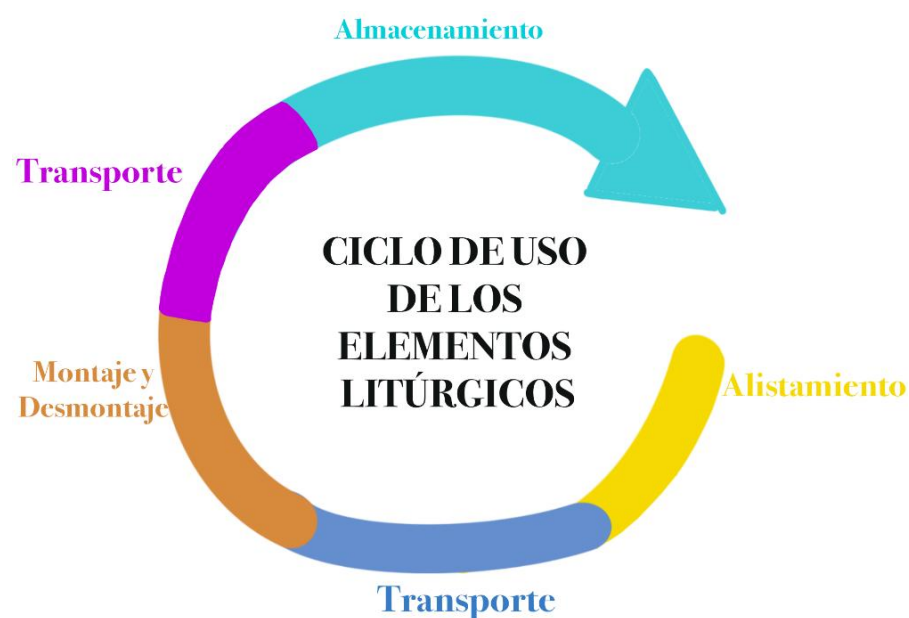 Almacenamiento
Transporte
CICLO DE USO
DE LOS
ELEMENTOS
LITÚRGICOS
Montaje y
Desmontaje
Alistamiento
Transporte